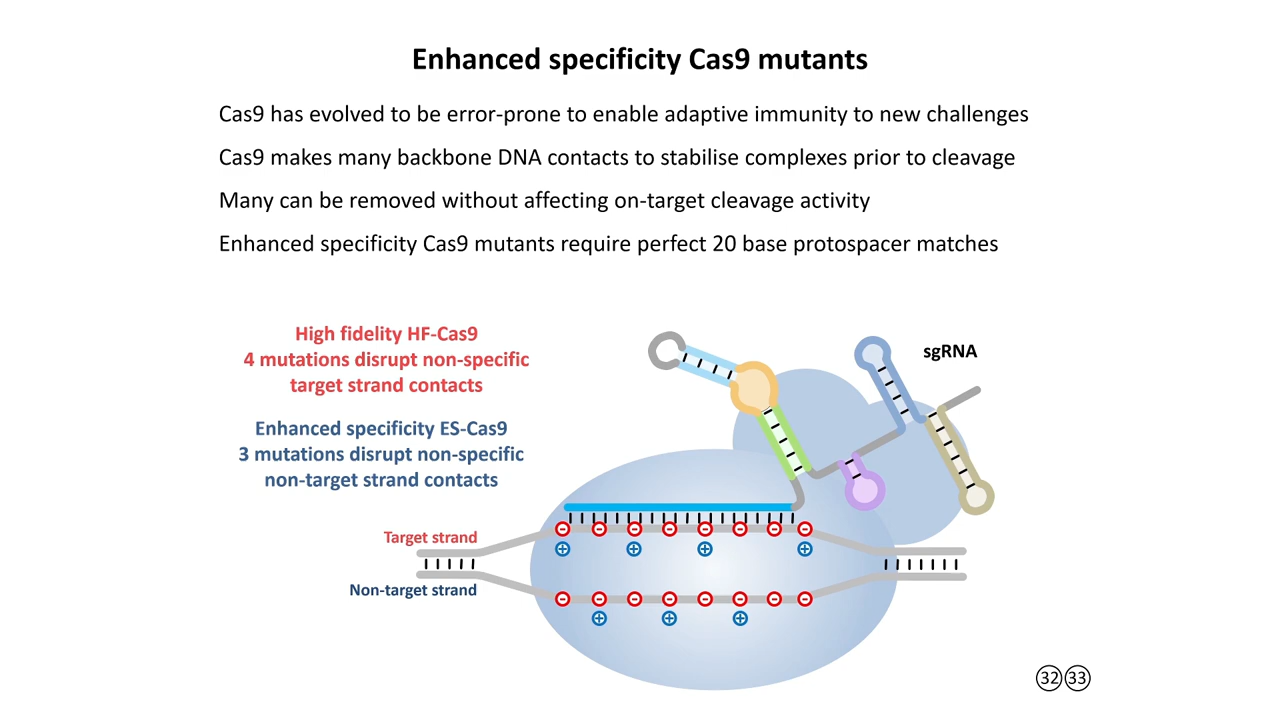 Enhanced specificity Cas9 mutants
Cas9 has evolved to be error-prone to enable adaptive immunity to new challenges
Cas9 makes many backbone DNA contacts to stabilise complexes prior to cleavage
Many can be removed without affecting on-target cleavage activity
Enhanced specificity Cas9 mutants require perfect 20 base protospacer matches
High fidelity HF-Cas9
4 mutations disrupt non-specific
target strand contacts
Enhanced specificity ES-Cas9
3 mutations disrupt non-specific
non-target strand contacts
sgRNA
Target strand
Non-target strand
32 33